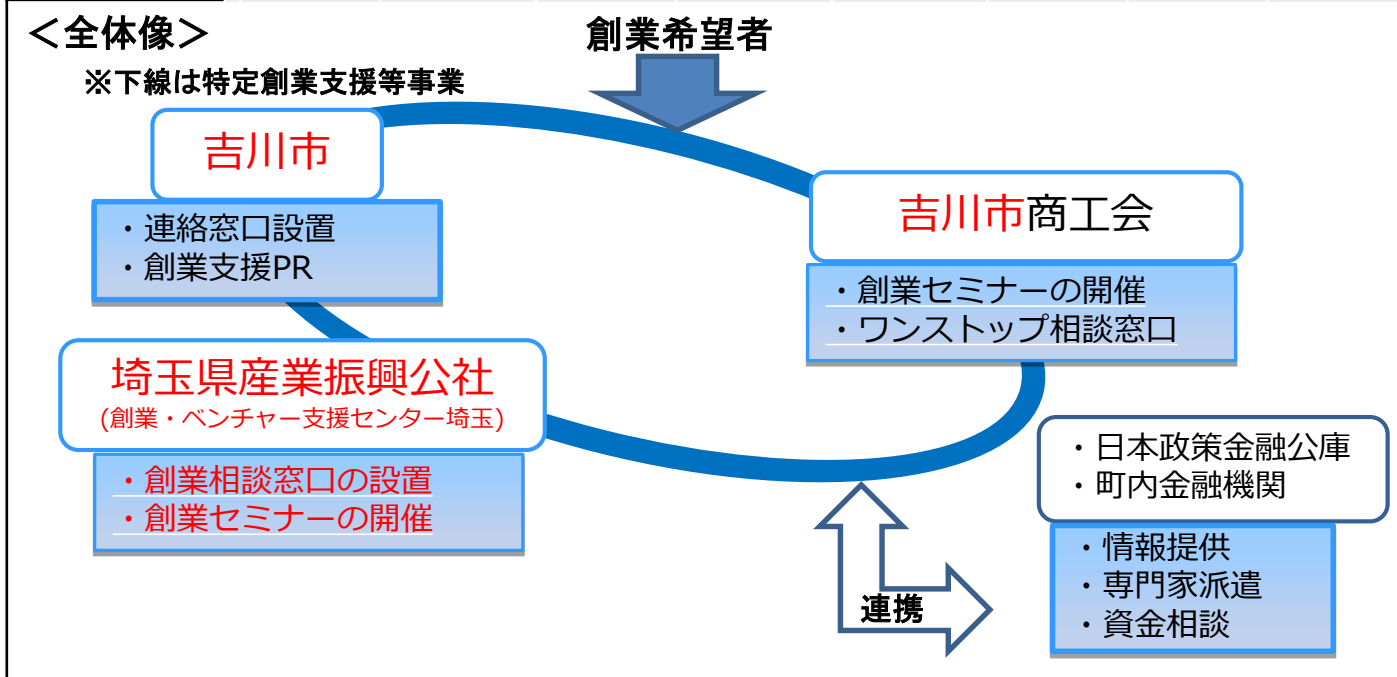 ＜全体像＞
創業希望者
※下線は特定創業支援等事業
吉川市
・連絡窓口設置
・創業支援PR
吉川市商工会
・創業セミナーの開催
・ワンストップ相談窓口
埼玉県産業振興公社
(創業・ベンチャー支援センター埼玉)
・創業相談窓口の設置
・創業セミナーの開催
・日本政策金融公庫
・町内金融機関
・情報提供
・専門家派遣
・資金相談
連携